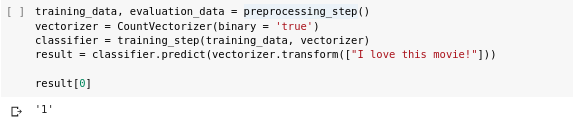 [ ] training_data, evaluation_data = preprocessing_step()
vectorizer = CountVectorizer(binary = 'true')
classifier = training_step(training_data, vectorizer)
result = classifier.predict(vectorizer.transform(["I love this movie!"]))
result[0]
'1'